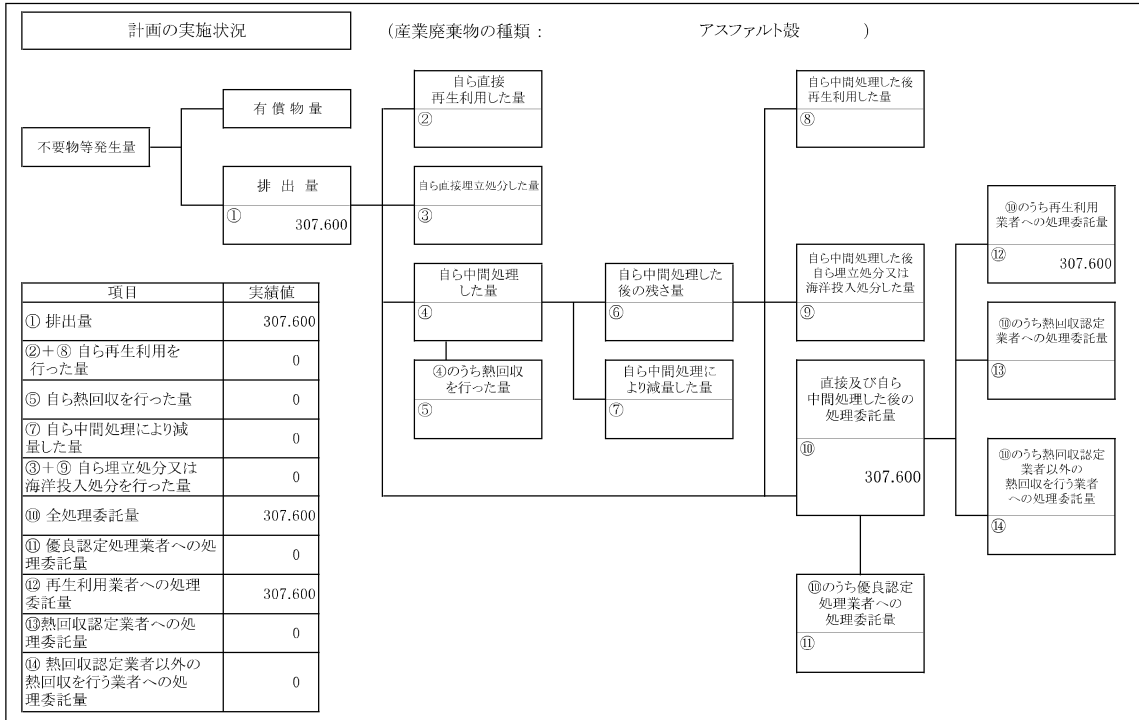 計画の実施状況
(産業廃棄物の種類： アスファルト殻 )
不要物等発生量
有償物量
排出量
①
307.600
自ら直接
再生利用した量
②
自ら直接埋立処分した量
③
自ら中間処理
した量
④
④のうち熱回収
を行った量
⑤
自ら中間処理した
後の残さ量
⑥
自ら中間処理に
より減量した量
⑦
自ら中間処理した後
再生利用した量
⑧
自ら中間処理した後
自ら埋立処分又は
海洋投入処分した量
⑨
直接及び自ら
中間処理した後の
処理委託量
⑩
307.600
⑩のうち優良認定
処理業者への
処理委託量
⑪
⑩のうち再生利用
業者への処理委託量
⑫
307.600
⑩のうち熱回収認定
業者への処理委託量
⑬
⑩のうち熱回収認定
業者以外の
熱回収を行う業者
への処理委託量
⑭
項目 実績値
① 排出量 307.600
②＋⑧ 自ら再生利用を
行った量 0
⑤ 自ら熱回収を行った量 0
⑦ 自ら中間処理により減
量した量 0
③＋⑨ 自ら埋立処分又は
海洋投入処分を行った量 0
⑩ 全処理委託量 307.600
⑪ 優良認定処理業者への処
理委託量 0
⑫ 再生利用業者への処理
委託量 307.600
⑬熱回収認定業者への処
理委託量 0
⑭ 熱回収認定業者以外の
熱回収を行う業者への処
理委託量 0